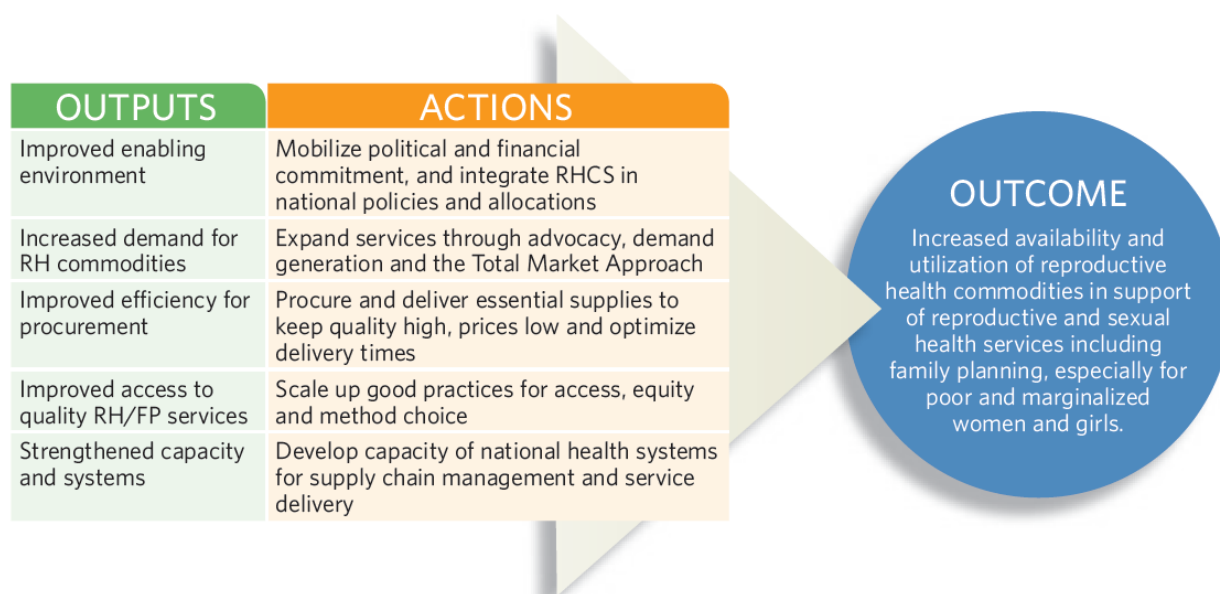 OUTPUTS
ACTIONS
Improved enabling
environment
Mobilize political and financial
commitment, and integrate RHCS in
national policies and allocations
Increased demand for
RH commodities
Expand services through advocacy, demand
generation and the Total Market Approach
Improved efficiency for
procurement
Procure and deliver essential supplies to
keep quality high, prices low and optimize
delivery times
Improved access to
quality RH/FP services
Scale up good practices for access, equity
and method choice
Strengthened capacity
and systems
Develop capacity of national health systems
for supply chain management and service
delivery
OUTCOME
Increased availability and
utilization of reproductive
health commodities in support
of reproductive and sexual
health services including
family planning, especially for
poor and marginalized
women and girls.